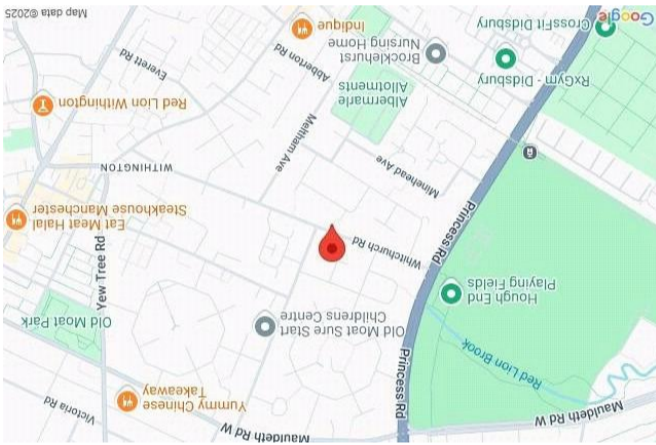 Mauldeth Rd W
Mauldeth Rd W
Victoria Rd
Yummy Chinese
Takeaway
Red Lion Brook
Princess Rd
Old Moat Park
Old Moat Sure Start
Childrens Centre
Hough End
Playing Fields
Yew Tree Rd
Whitchurch Rd
Princess Rd
Eat Meat Halal
Steakhouse Manchester
WITHINGTON
Minehead Ave
Meltham Ave
Albemarle
Allotments
Red Lion Withington
Everett Rd
Abberton Rd
RxGym - Didsbury
Brocklehurst
Nursing Home
Indique
CrossFit Didsbury
Google
Map data ©2025